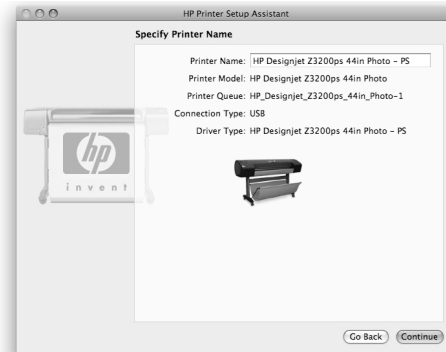 HP Printer Setup Assistant
Specify Printer Name
Printer Name: HP Designjet Z3200ps 44in Photo - PS
Printer Model: HP Designjet Z3200ps 44in Photo
Printer Queue: HP_Designjet_Z3200ps_44in_Photo-1
Connection Type: USB
Driver Type: HP Designjet Z3200ps 44in Photo - PS
hp
invent
Go Back Continue